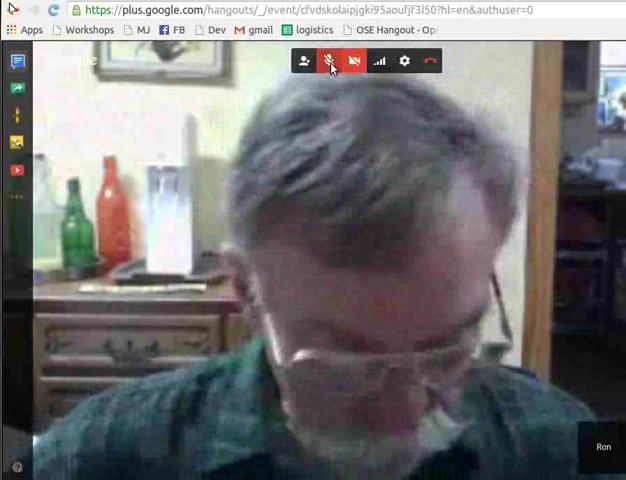 https://plus.google.com/hangouts/_/event/cfvdskolaipjgki95aoufjf3l50?hl=en&authuser=0
Apps Workshops MJ FB Dev gmail logistics OSE Hangout - Op
Ron